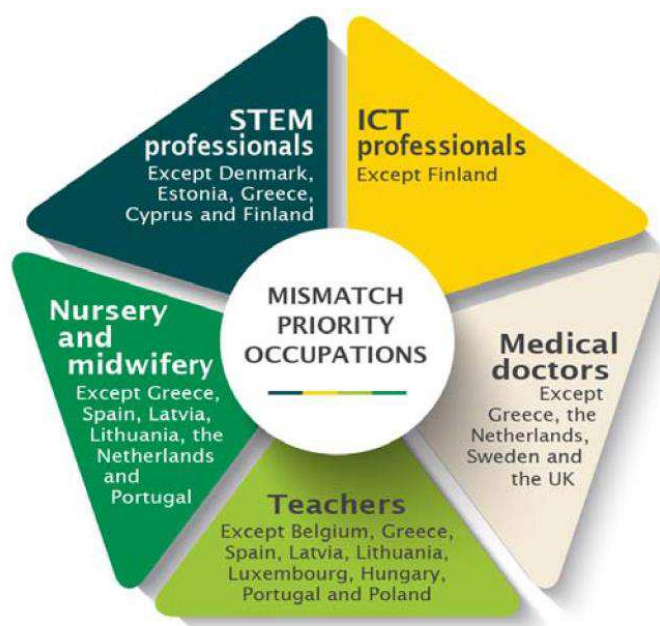 STEM
professionals
Except Denmark,
Estonia, Greece,
Cyprus and Finland
ICT
professionals
Except Finland
MISMATCH
PRIORITY
OCCUPATIONS
Nursery
and
midwifery
Except Greece,
Spain, Latvia,
Lithuania, the
Netherlands
and
Portugal
Medical
doctors
Except
Greece, the
Netherlands,
Sweden and
the UK
Teachers
Except Belgium, Greece,
Spain, Latvia, Lithuania,
Luxembourg, Hungary,
Portugal and Poland